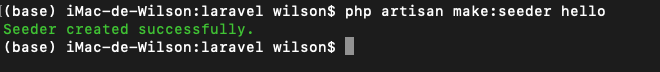 (base) iMac-de-Wilson:laravel wilson$ php artisan make:seeder hello
Seeder created successfully.
(base) iMac-de-Wilson:laravel wilson$